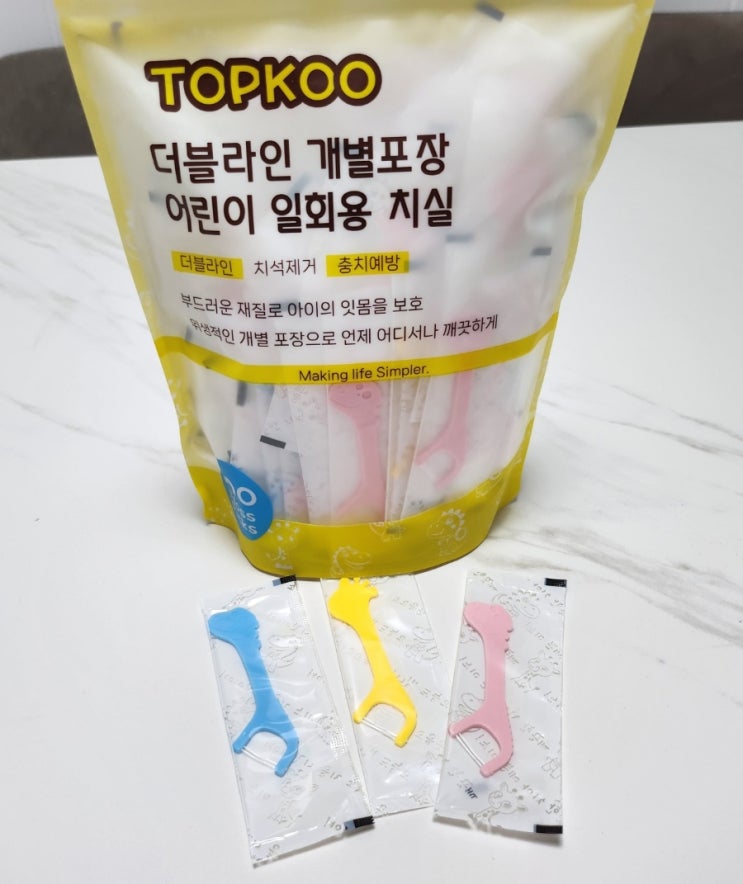 TOPKOO
더블라인 개별포장
어린이 일회용 치실
더블라인 치석제거 충치예방
부드러운 재질로 아이의 잇몸을 보호
위생적인 개별 포장으로 언제 어디서나 깨끗하게
Making life Simpler.